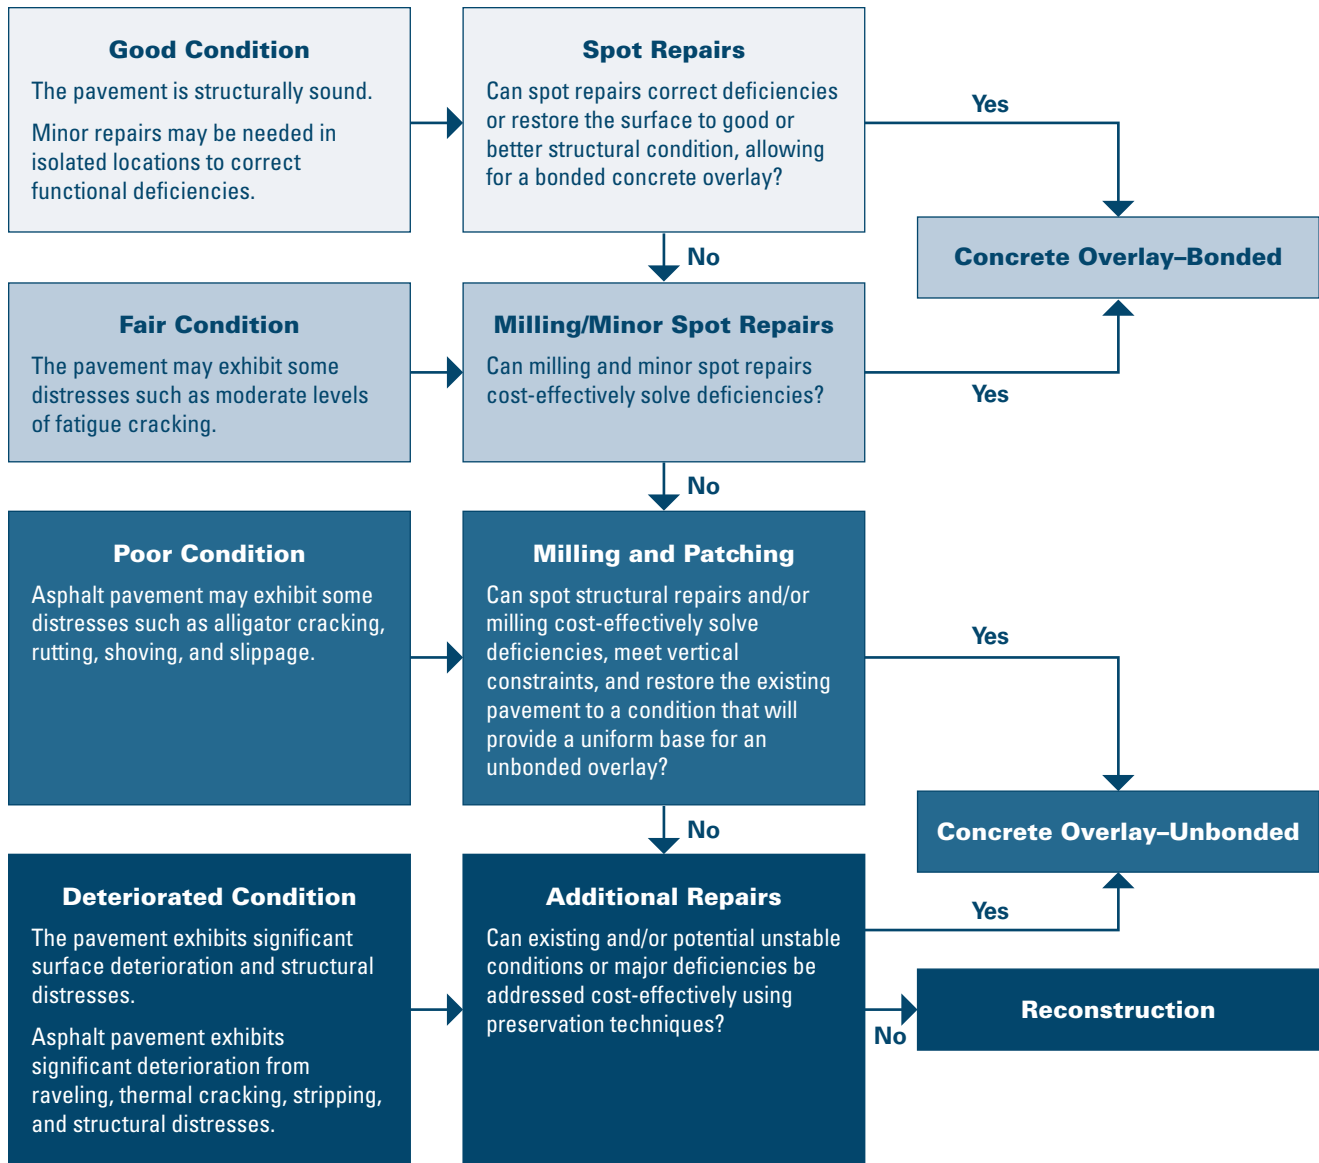 Good Condition
The pavement is structurally sound.
Minor repairs may be needed in
isolated locations to correct
functional deficiencies.
Spot Repairs
Can spot repairs correct deficiencies
or restore the surface to good or
better structural condition, allowing
for a bonded concrete overlay?
Yes
No
Concrete Overlay–Bonded
Fair Condition
The pavement may exhibit some
distresses such as moderate levels
of fatigue cracking.
Milling/Minor Spot Repairs
Can milling and minor spot repairs
cost-effectively solve deficiencies?
Yes
No
Poor Condition
Asphalt pavement may exhibit some
distresses such as alligator cracking,
rutting, shoving, and slippage.
Milling and Patching
Can spot structural repairs and/or
milling cost-effectively solve
deficiencies, meet vertical
constraints, and restore the existing
pavement to a condition that will
provide a uniform base for an
unbonded overlay?
Yes
No
Concrete Overlay–Unbonded
Deteriorated Condition
The pavement exhibits significant
surface deterioration and structural
distresses.
Asphalt pavement exhibits
significant deterioration from
raveling, thermal cracking, stripping,
and structural distresses.
Additional Repairs
Can existing and/or potential unstable
conditions or major deficiencies be
addressed cost-effectively using
preservation techniques?
Yes
No
Reconstruction